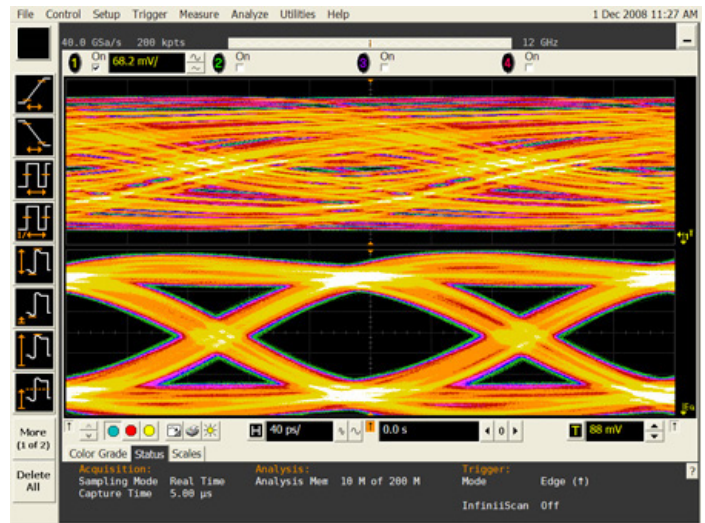 File Control Setup Trigger Measure Analyze Utilities Help 1 Dec 2008 11:27 AM
40.0 GSa/s 200 kpts 12 GHz
1 On 68.2 mV/ 2 On 3 On 4 On
H 40 ps/ 0.0 s 0 T 88 mV
More
(1 of 2)
Delete
All
Color Grade Status Scales
Acquisition: Analysis: Trigger: ?
Sampling Mode Real Time Analysis Mem 10 M of 200 M Mode Edge (↑)
Capture Time 5.00 µs
InfiniiScan Off